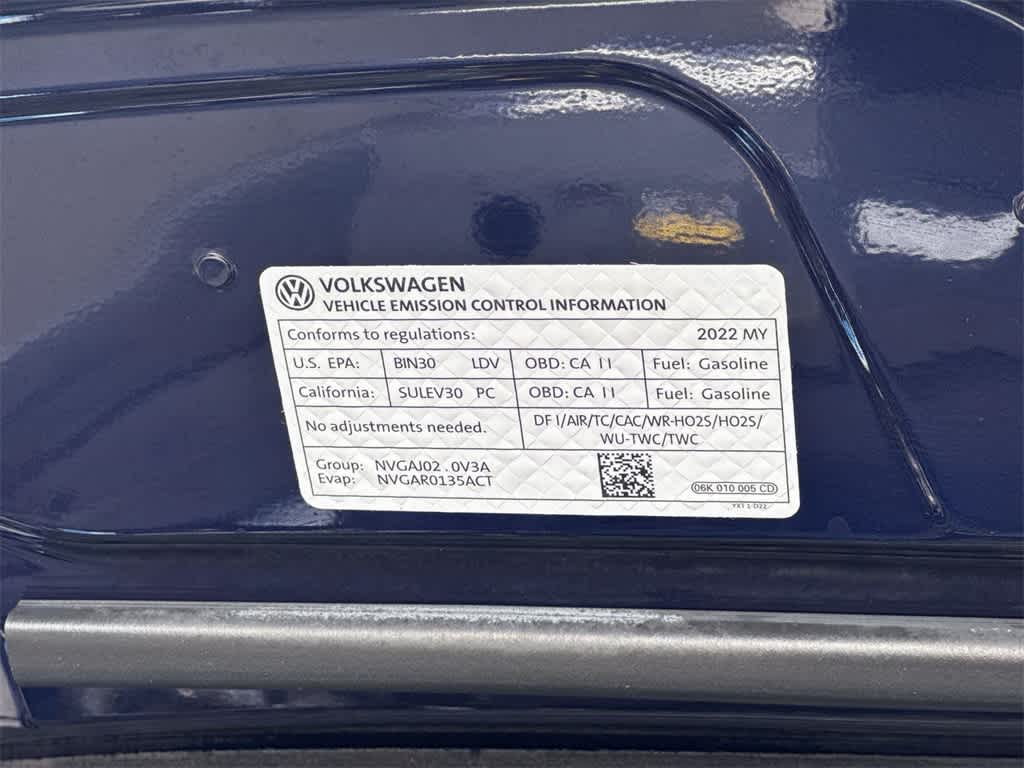 VOLKSWAGEN
VEHICLE EMISSION CONTROL INFORMATION
Conforms to regulations: 2022 MY
U.S. EPA: BIN30 LDV OBD: CA II Fuel: Gasoline
California: SULEV30 PC OBD: CA II Fuel: Gasoline
No adjustments needed. DFI/AIR/TC/CAC/WR-HO2S/HO2S/
WU-TWC/TWC
Group: NVGAJ02.0V3A
Evap: NVGAR0135ACT
06K 010 005 CD